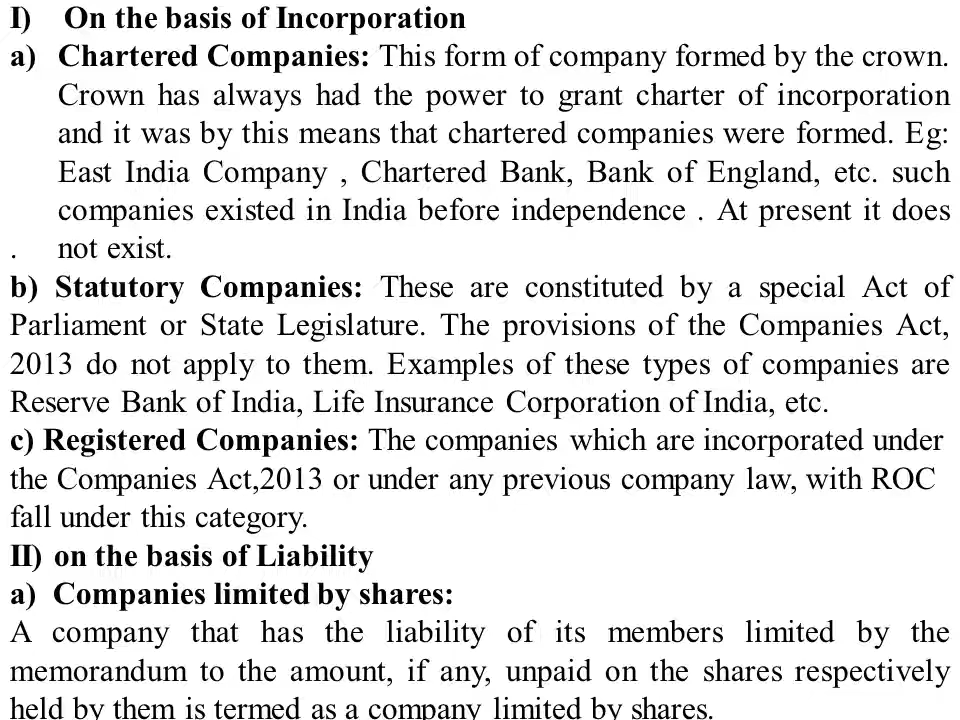 I) On the basis of Incorporation
a) Chartered Companies: This form of company formed by the crown.
Crown has always had the power to grant charter of incorporation
and it was by this means that chartered companies were formed. Eg:
East India Company , Chartered Bank, Bank of England, etc. such
companies existed in India before independence . At present it does
. not exist.
b) Statutory Companies: These are constituted by a special Act of
Parliament or State Legislature. The provisions of the Companies Act,
2013 do not apply to them. Examples of these types of companies are
Reserve Bank of India, Life Insurance Corporation of India, etc.
c) Registered Companies: The companies which are incorporated under
the Companies Act,2013 or under any previous company law, with ROC
fall under this category.
II) on the basis of Liability
a) Companies limited by shares:
A company that has the liability of its members limited by the
memorandum to the amount, if any, unpaid on the shares respectively
held by them is termed as a company limited by shares.